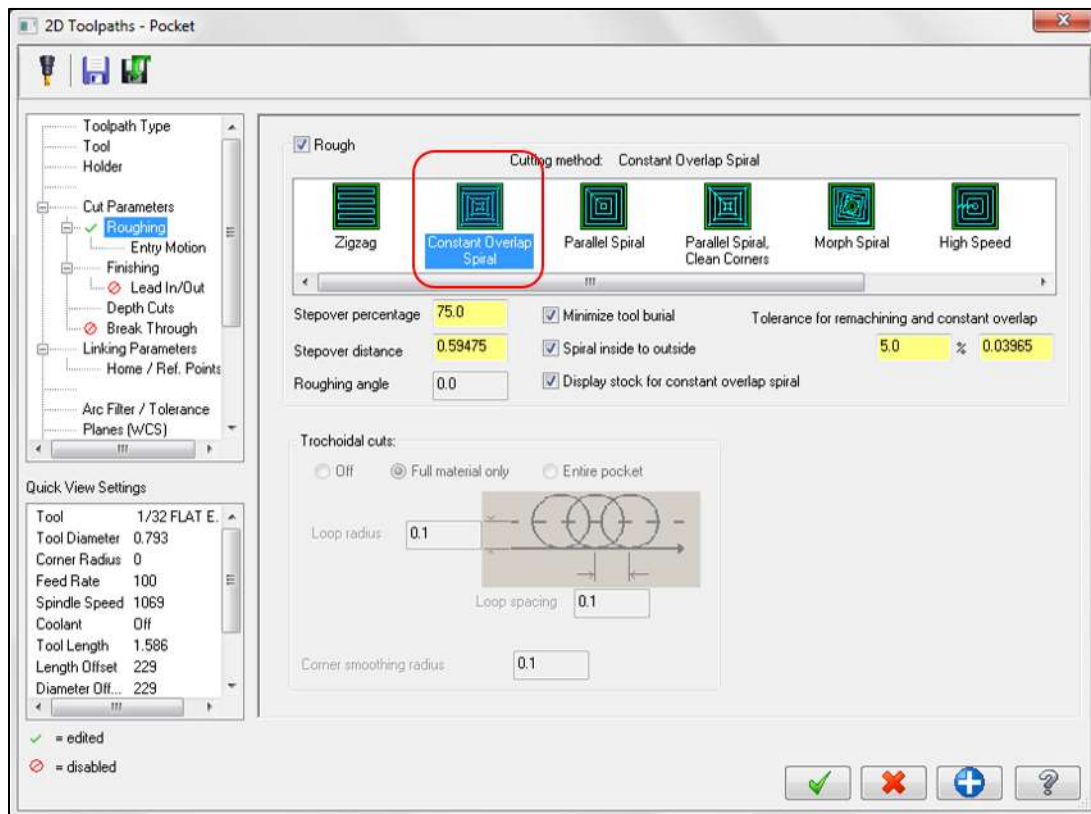 2D Toolpaths - Pocket
Toolpath Type
Tool
Holder
Cut Parameters
Roughing
Entry Motion
Finishing
Lead In/Out
Depth Cuts
Break Through
Linking Parameters
Home / Ref. Points
Arc Filter / Tolerance
Planes (WCS)
Quick View Settings
Tool 1/32 FLAT E.
Tool Diameter 0.793
Corner Radius 0
Feed Rate 100
Spindle Speed 1069
Coolant Off
Tool Length 1.586
Length Offset 229
Diameter Off... 229
= edited
= disabled
Rough
Cutting method: Constant Overlap Spiral
Zigzag
Constant Overlap
Spiral
Parallel Spiral
Parallel Spiral,
Clean Corners
Morph Spiral
High Speed
Stepover percentage 75.0 Minimize tool burial Tolerance for remachining and constant overlap
Stepover distance 0.59475 Spiral inside to outside 5.0 % 0.03965
Roughing angle 0.0 Display stock for constant overlap spiral
Trochoidal cuts:
Off Full material only Entire pocket
Loop radius 0.1
Loop spacing 0.1
Corner smoothing radius 0.1